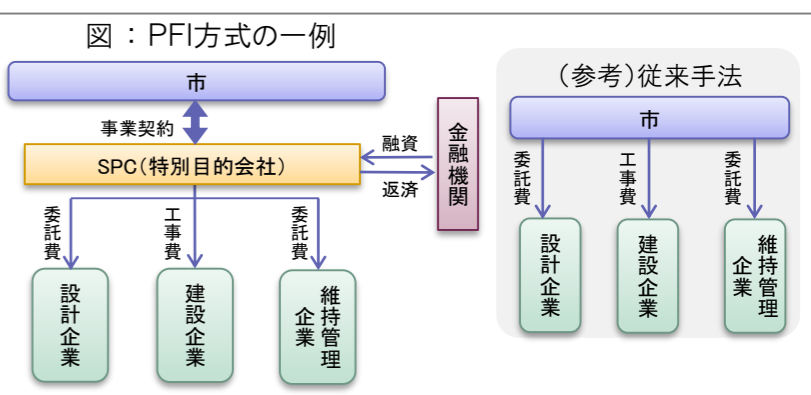 図 : PFI方式の一例
市
事業契約
SPC(特別目的会社)
融資
返済
金融機関
委託費
工事費
委託費
設計企業
建設企業
維持管理
企業
(参考)従来手法
市
委託費
工事費
委託費
設計企業
建設企業
維持管理
企業